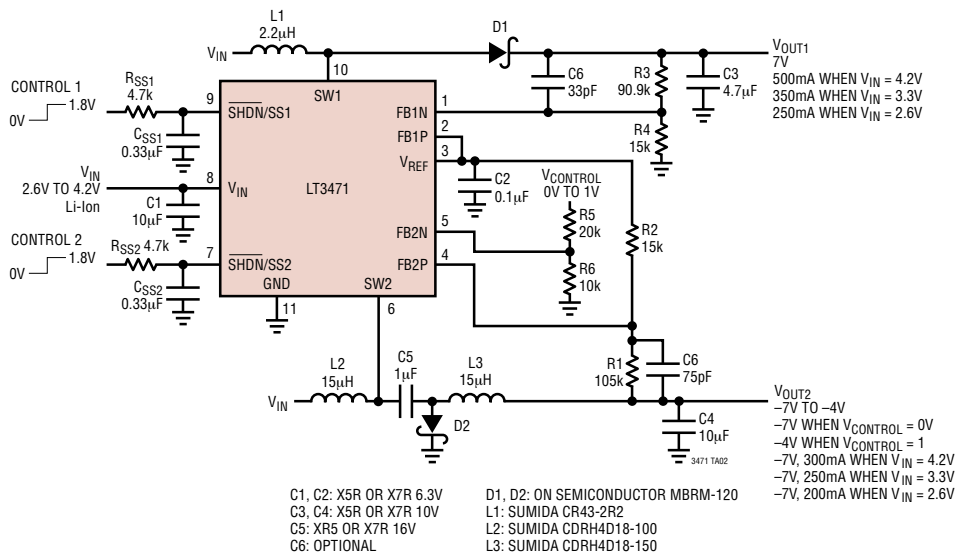 L1
2.2µH
VIN
D1
VOUT1
7V
500mA WHEN VIN = 4.2V
350mA WHEN VIN = 3.3V
250mA WHEN VIN = 2.6V
C6
33pF
R3
90.9k
C3
4.7µF
R4
15k
CONTROL 1
0V
1.8V
RSS1
4.7k
CSS1
0.33µF
9
SHDN/SS1
10
SW1
1
FB1N
2
FB1P
3
VREF
VIN
2.6V TO 4.2V
Li-Ion
8
VIN
C1
10µF
LT3471
C2
0.1µF
VCONTROL
0V TO 1V
R5
20k
R6
10k
R2
15k
5
FB2N
4
FB2P
CONTROL 2
0V
1.8V
RSS2 4.7k
CSS2
0.33µF
7
SHDN/SS2
GND
11
SW2
6
L2
15µH
VIN
C5
1µF
L3
15µH
D2
R1
105k
C6
75pF
C4
10µF
VOUT2
–7V TO –4V
–7V WHEN VCONTROL = 0V
–4V WHEN VCONTROL = 1
–7V, 300mA WHEN VIN = 4.2V
–7V, 250mA WHEN VIN = 3.3V
–7V, 200mA WHEN VIN = 2.6V
3471 TA02
C1, C2: X5R OR X7R 6.3V
C3, C4: X5R OR X7R 10V
C5: XR5 OR X7R 16V
C6: OPTIONAL
D1, D2: ON SEMICONDUCTOR MBRM-120
L1: SUMIDA CR43-2R2
L2: SUMIDA CDRH4D18-100
L3: SUMIDA CDRH4D18-150